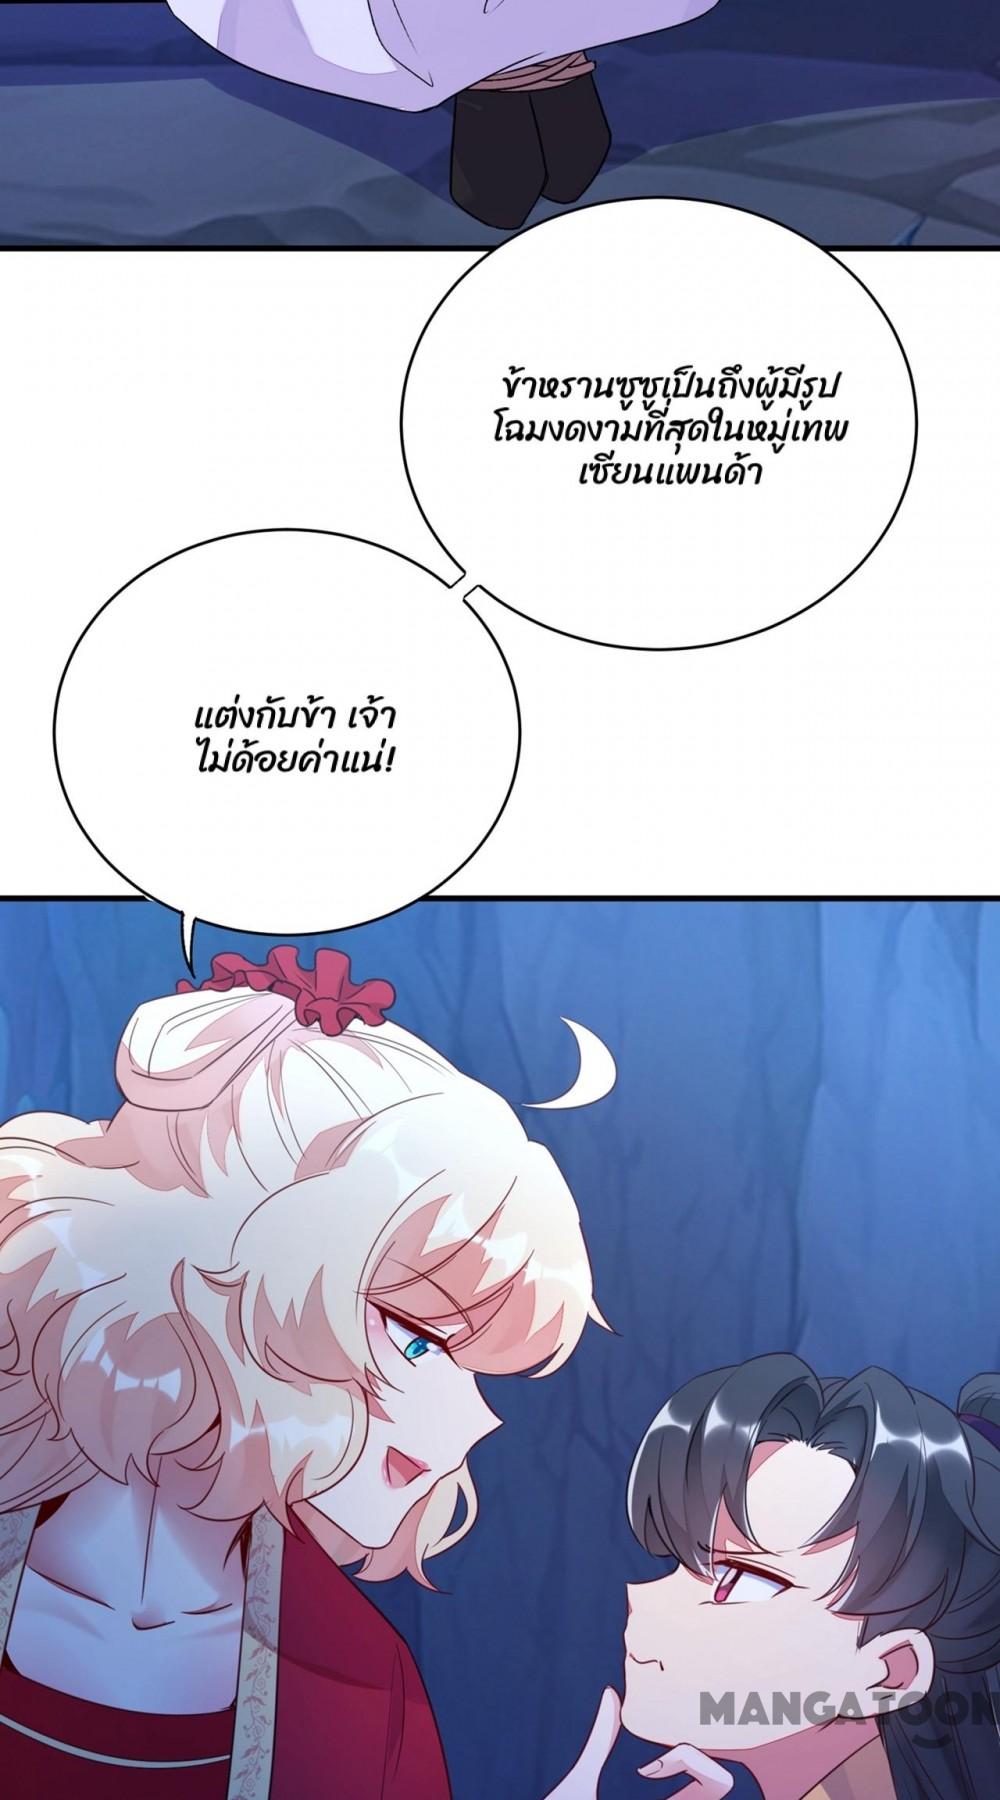 ข้าหรานซูซูเป็นถึงผู้มีรูป
โฉมงดงามที่สุดในหมู่เทพ
เซียนแพนด้า
แต่งกับข้า เจ้า
ไม่ด้อยค่าแน่!
MANGATOON